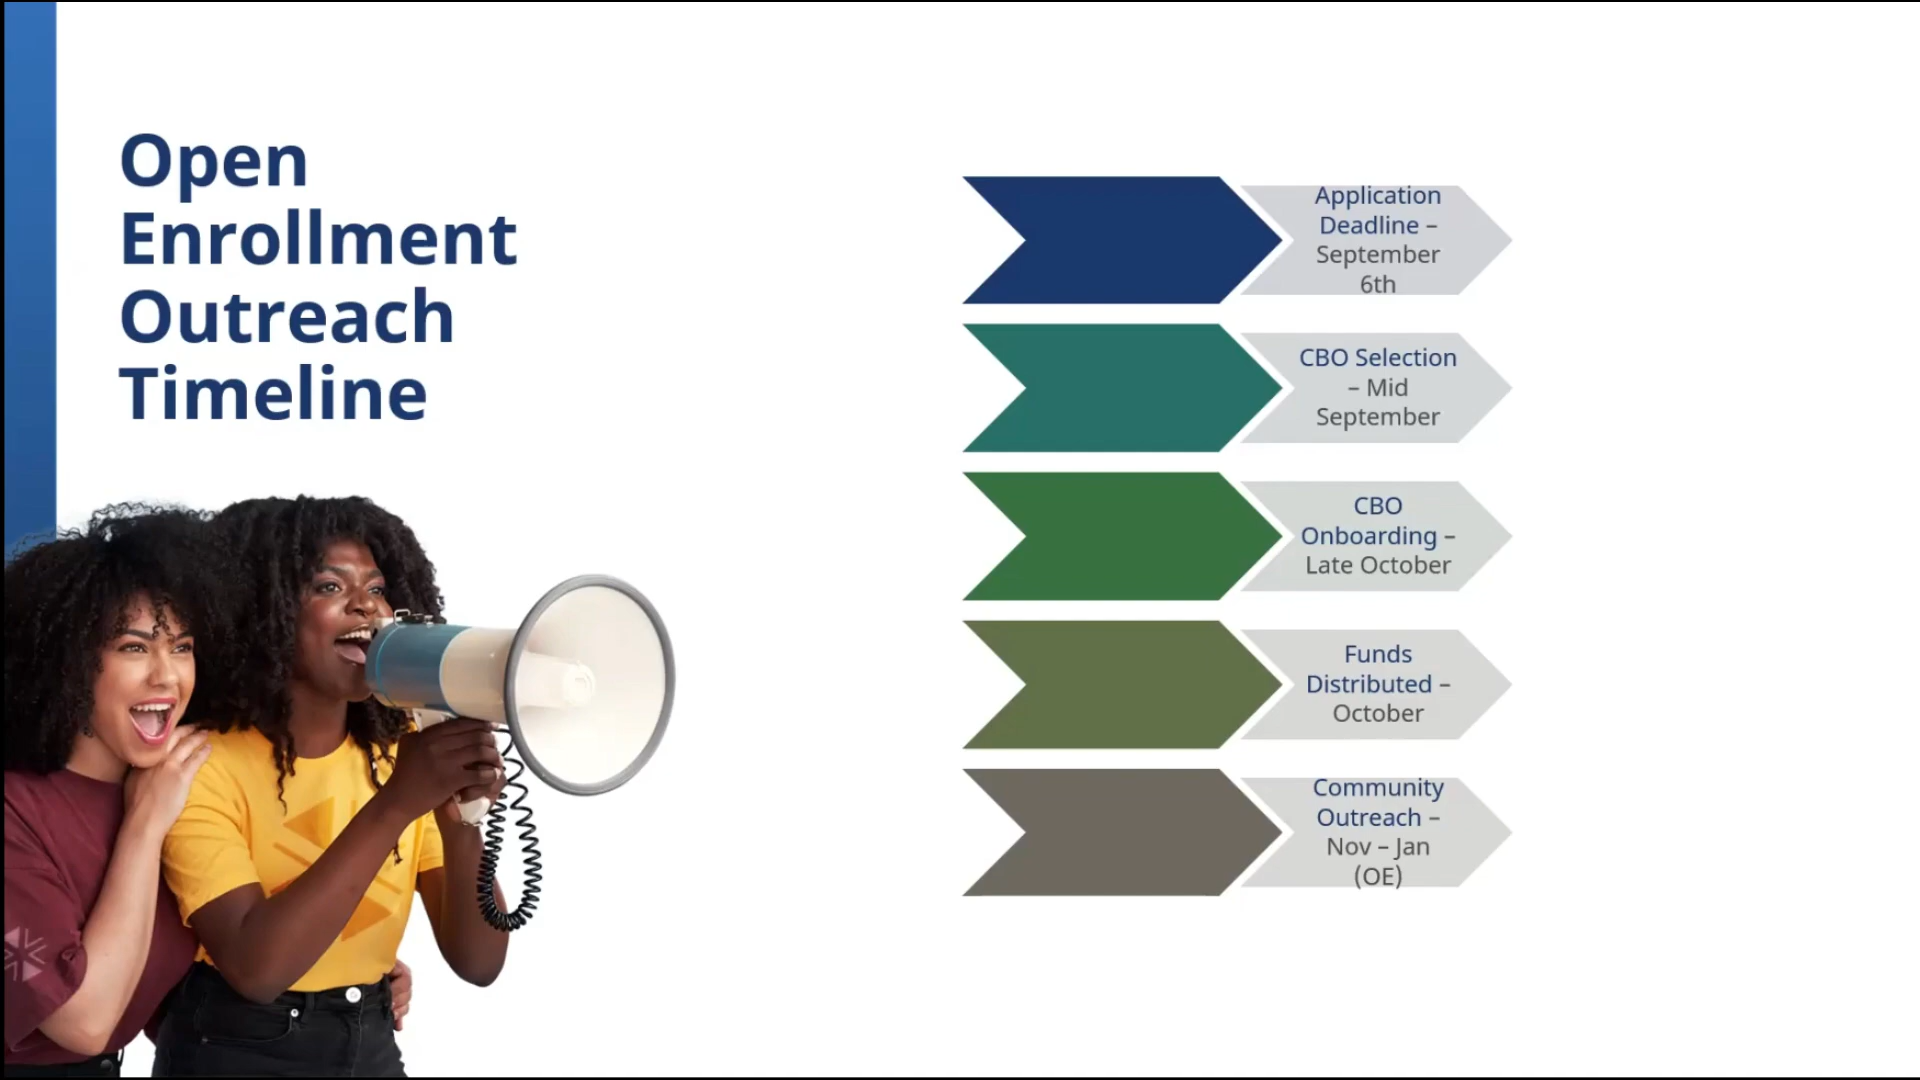 Open
Enrollment
Outreach
Timeline
Application
Deadline –
September
6th
CBO Selection
– Mid
September
CBO
Onboarding –
Late October
Funds
Distributed –
October
Community
Outreach –
Nov – Jan
(OE)